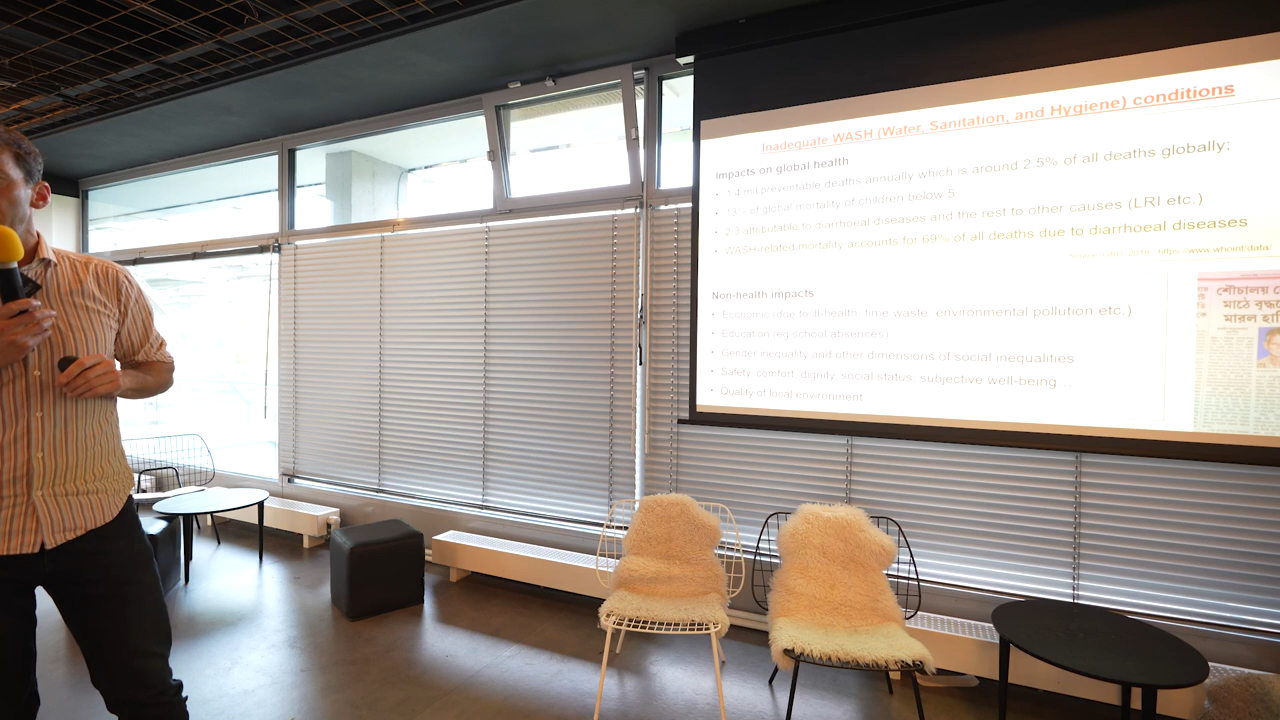 Inadequate WASH (Water, Sanitation, and Hygiene) conditions
Impacts on global health
• 1.4 mil preventable deaths annually which is around 2.5% of all deaths globally;
• 13% of global mortality of children below 5
• 2/3 attributable to diarrhoeal diseases and the rest to other causes (LRI etc.)
• WASH-related mortality accounts for 69% of all deaths due to diarrhoeal diseases
https://www.who.int/data/
Non-health impacts
• Economic (due to ill-health, time waste, environmental pollution etc.)
• Education (eg school absences)
• Gender inequality and other dimensions of social inequalities
• Safety, comfort, dignity, social status, subjective well-being…
• Quality of local environment
শৌচালয়
মাঠে বৃদ্ধ
মারল হাতি